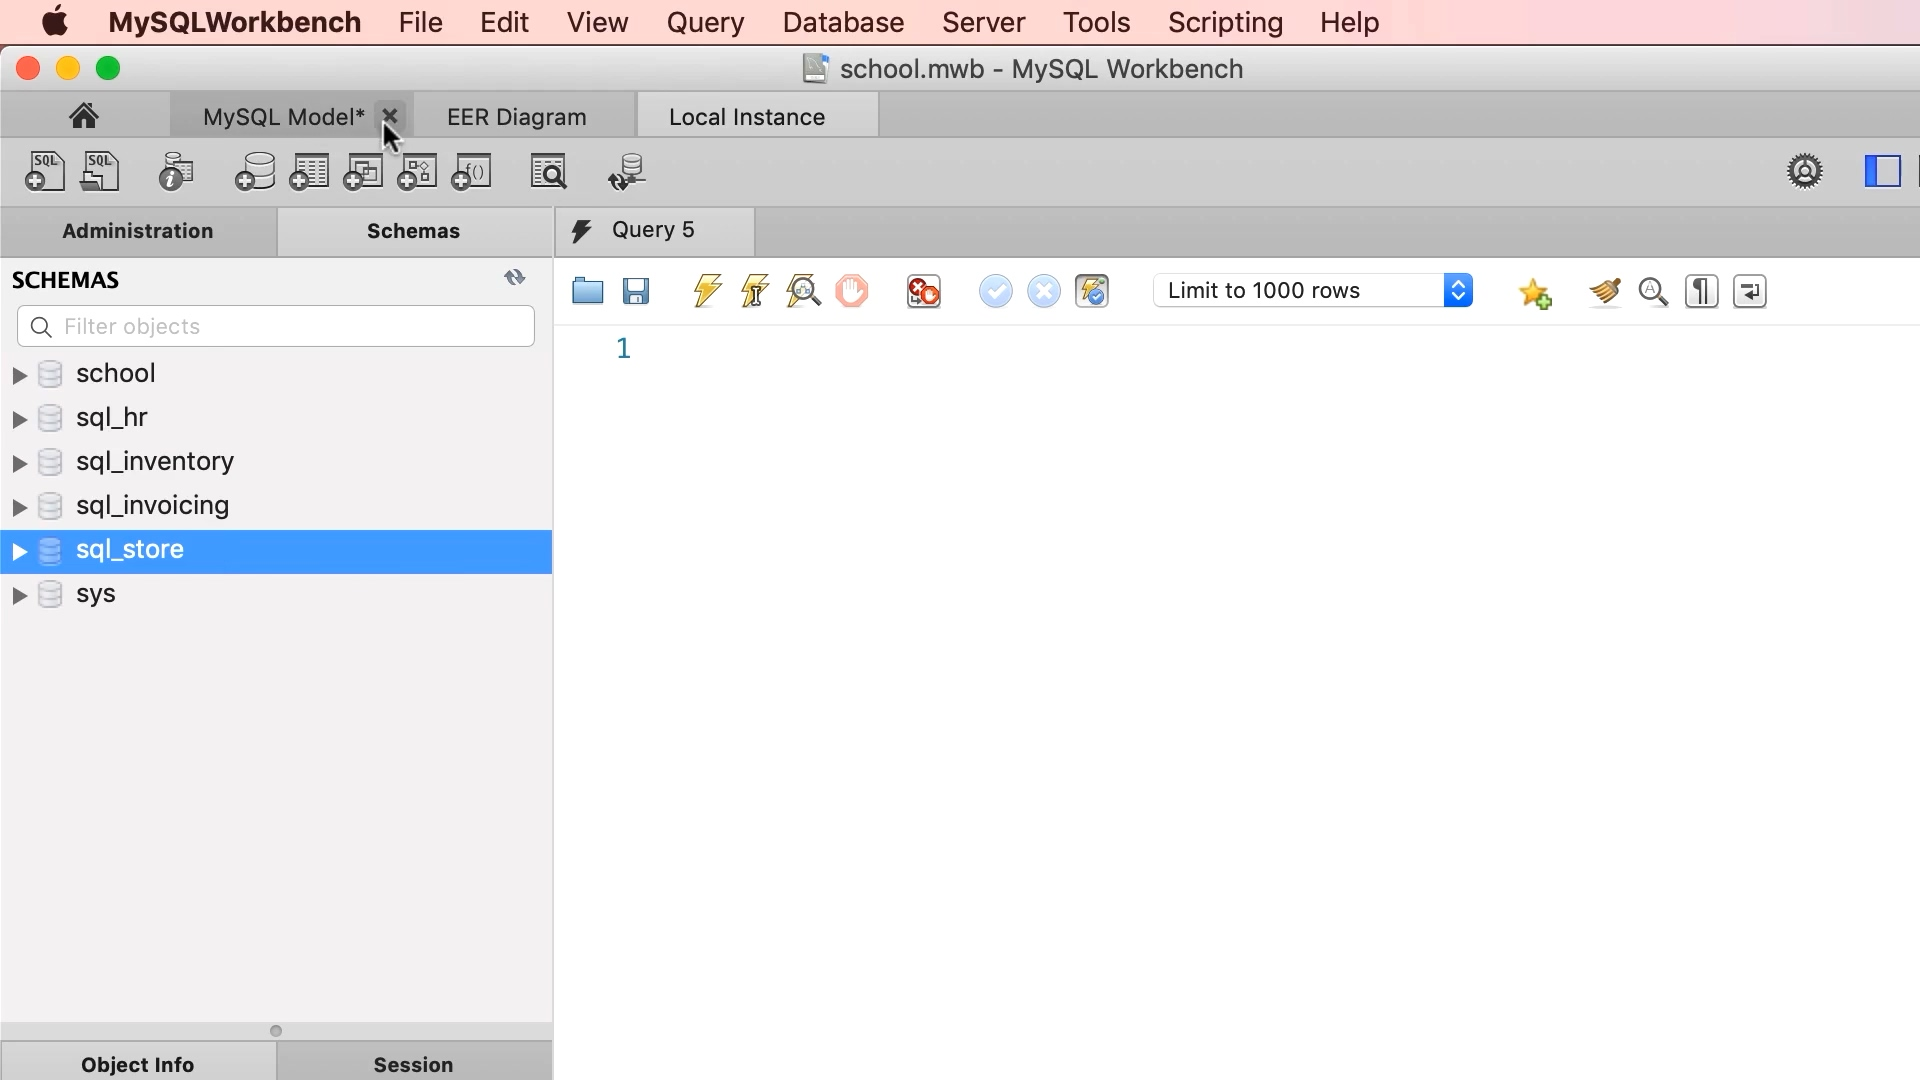 MySQLWorkbench File Edit View Query Database Server Tools Scripting Help
school.mwb - MySQL Workbench
MySQL Model* EER Diagram Local Instance
SQL SQL
Administration Schemas Query 5
SCHEMAS
Filter objects
Limit to 1000 rows
1
school
sql_hr
sql_inventory
sql_invoicing
sql_store
sys
Object Info Session